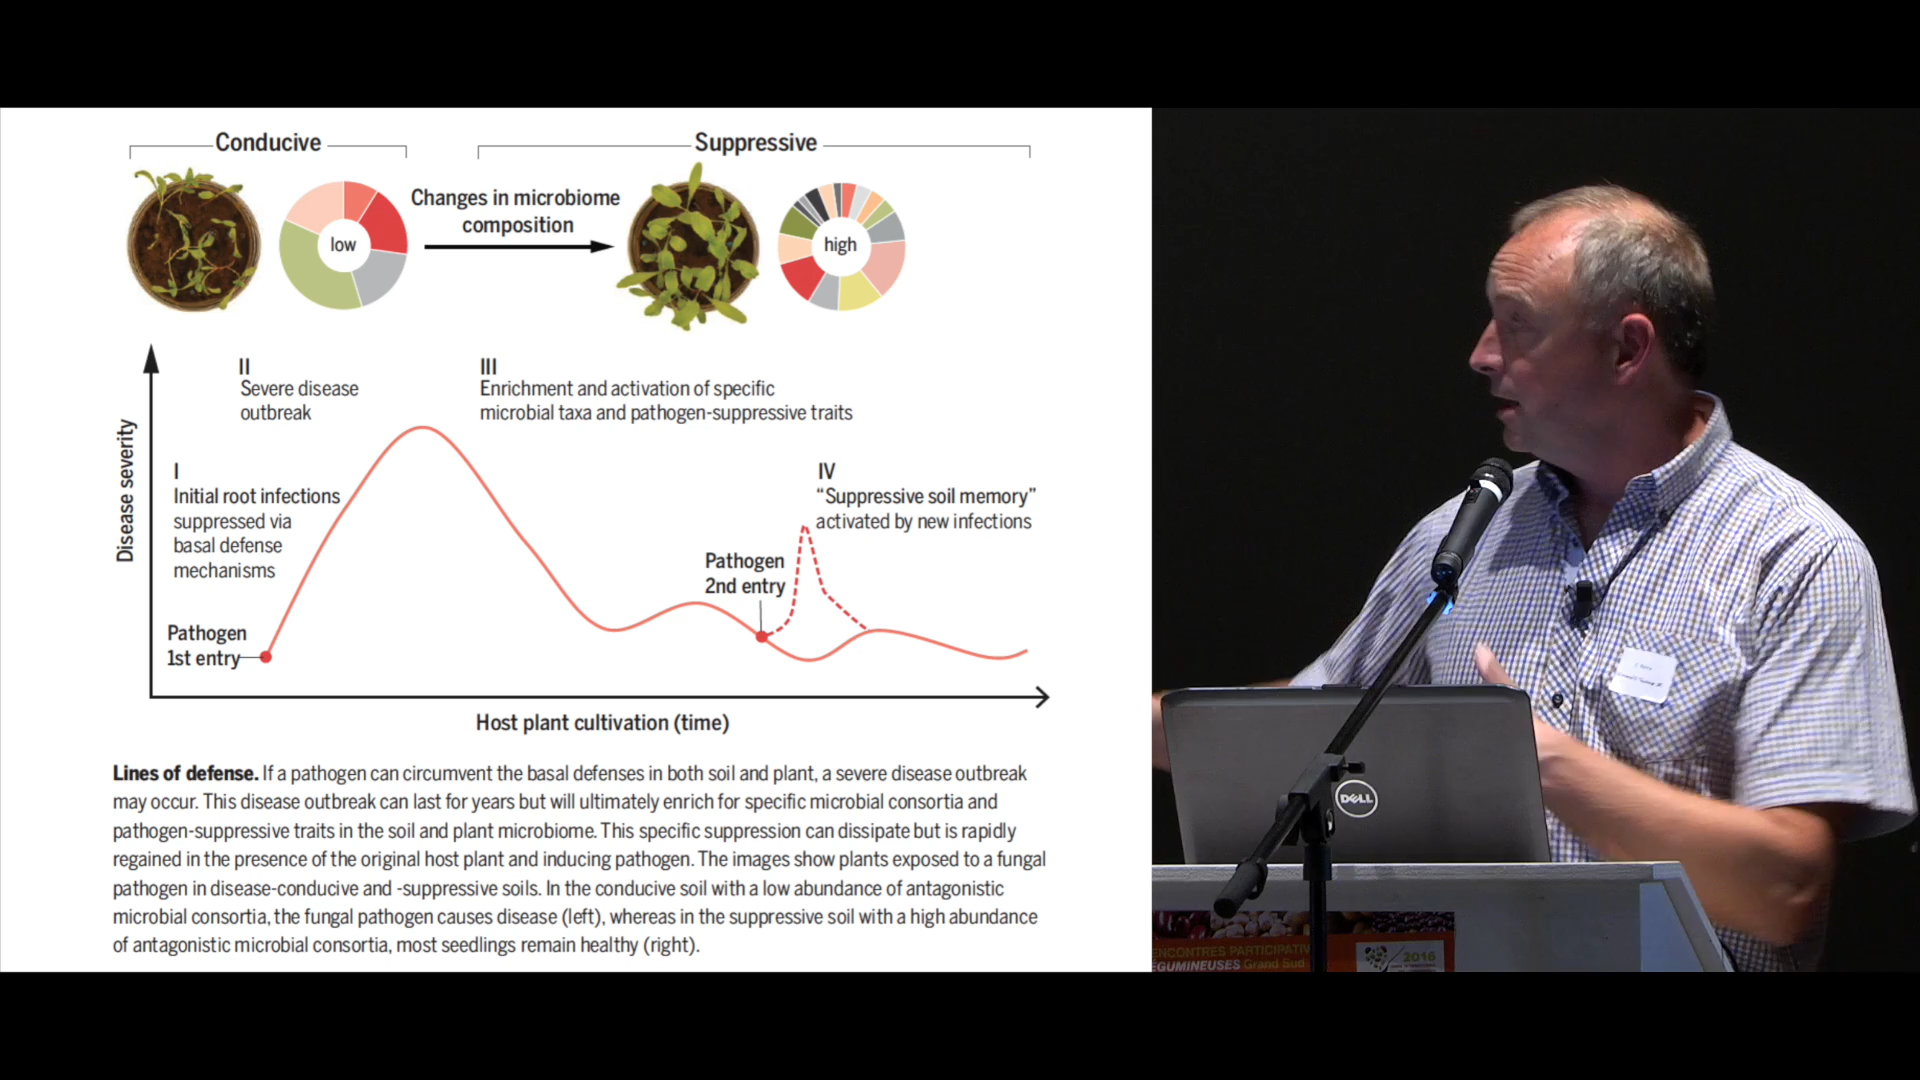 Conducive
Suppressive
low
Changes in microbiome
composition
high
II
Severe disease
outbreak
III
Enrichment and activation of specific
microbial taxa and pathogen-suppressive traits
Disease severity
I
Initial root infections
suppressed via
basal defense
mechanisms
IV
“Suppressive soil memory”
activated by new infections
Pathogen
2nd entry
Pathogen
1st entry
Host plant cultivation (time)
Lines of defense. If a pathogen can circumvent the basal defenses in both soil and plant, a severe disease outbreak
may occur. This disease outbreak can last for years but will ultimately enrich for specific microbial consortia and
pathogen-suppressive traits in the soil and plant microbiome. This specific suppression can dissipate but is rapidly
regained in the presence of the original host plant and inducing pathogen. The images show plants exposed to a fungal
pathogen in disease-conducive and -suppressive soils. In the conducive soil with a low abundance of antagonistic
microbial consortia, the fungal pathogen causes disease (left), whereas in the suppressive soil with a high abundance
of antagonistic microbial consortia, most seedlings remain healthy (right).
DELL
ENCONTRES PARTICIPATIV
EGUMINEUSES Grand Sud
2016